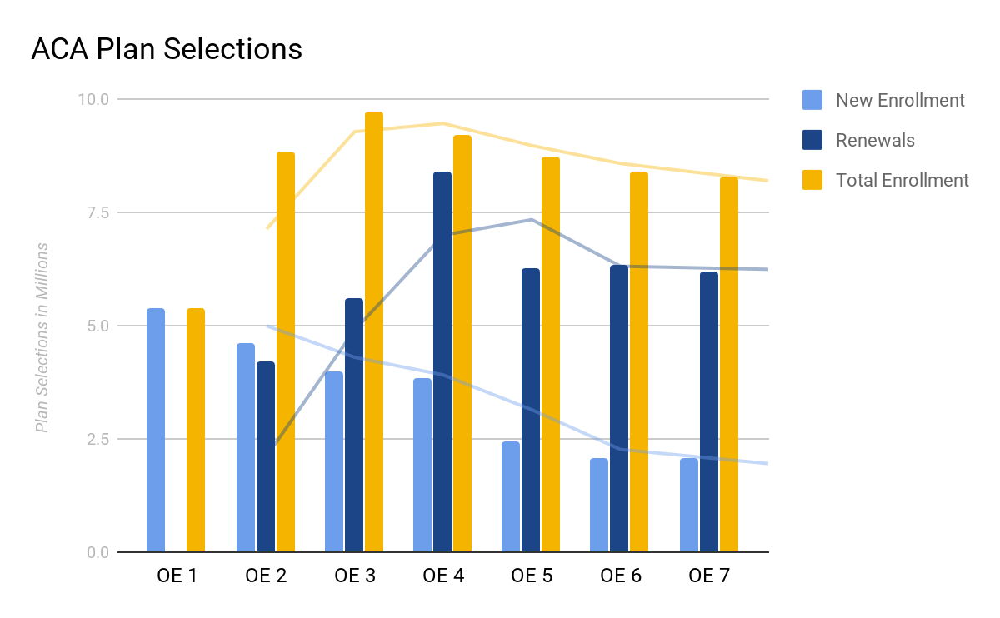 ACA Plan Selections
Plan Selections in Millions
10.0
7.5
5.0
2.5
0.0
OE 1 OE 2 OE 3 OE 4 OE 5 OE 6 OE 7
New Enrollment
Renewals
Total Enrollment